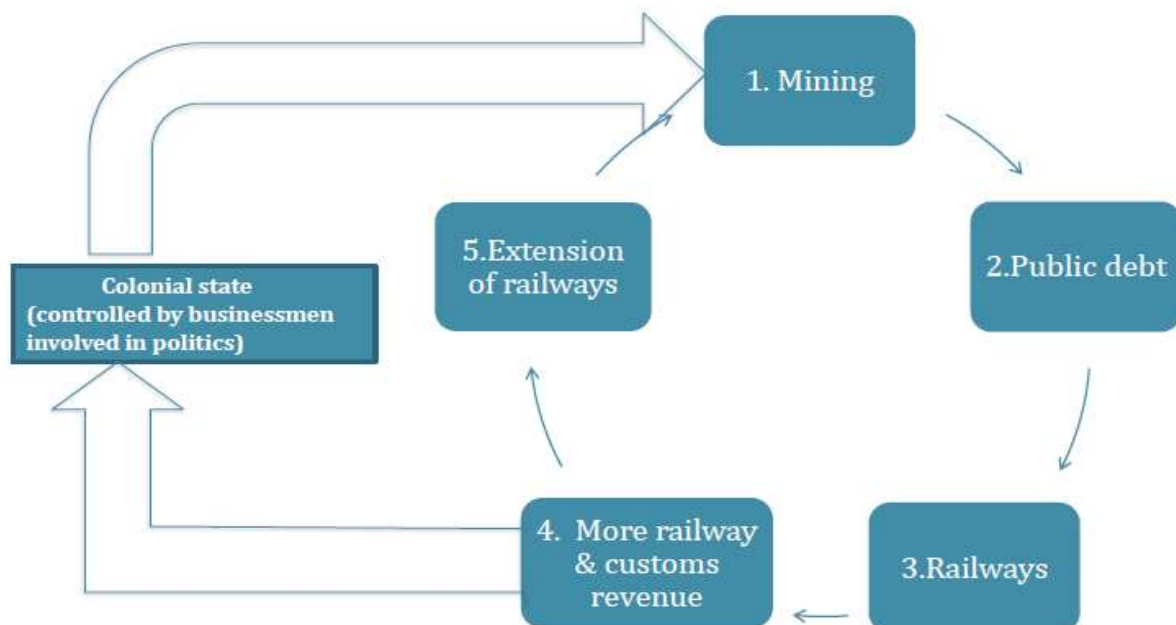 1. Mining
2.Public debt
3.Railways
4. More railway
& customs
revenue
5.Extension
of railways
Colonial state
(controlled by businessmen
involved in politics)